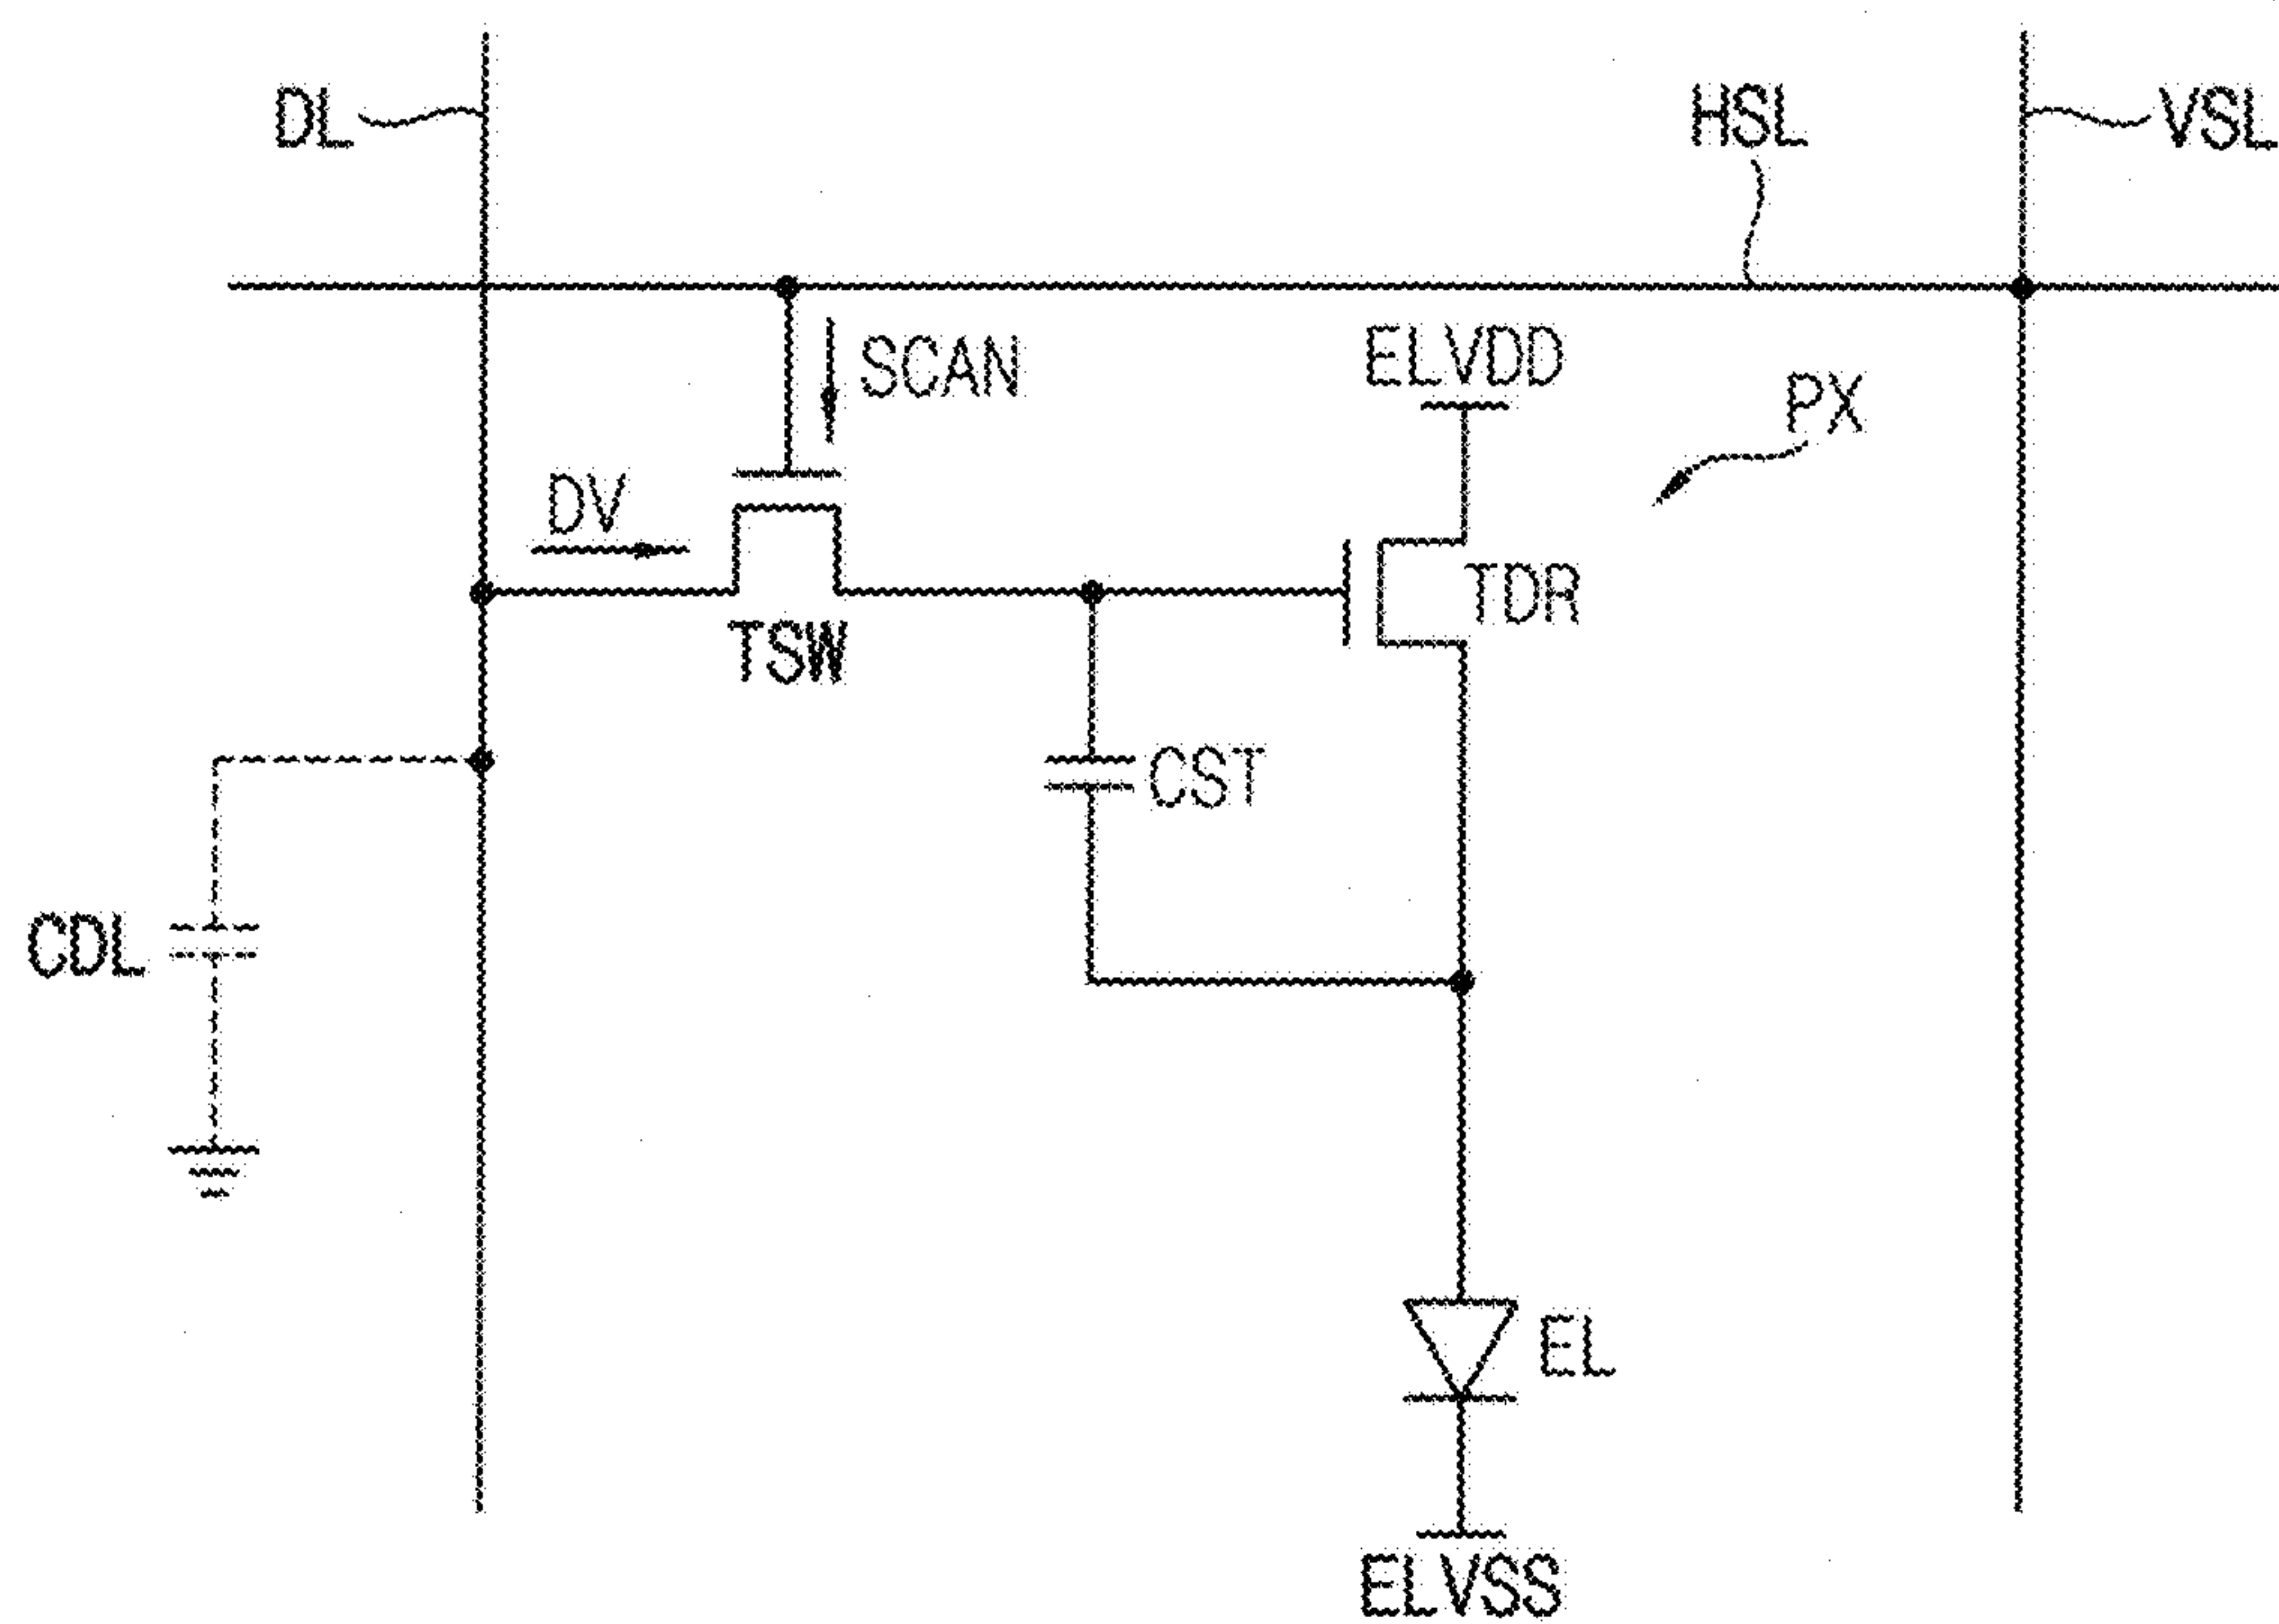 DL
HSL
VSL
SCAN
ELVDD
PX
DV
TDR
TSW
CST
CDL
EL
ELVSS